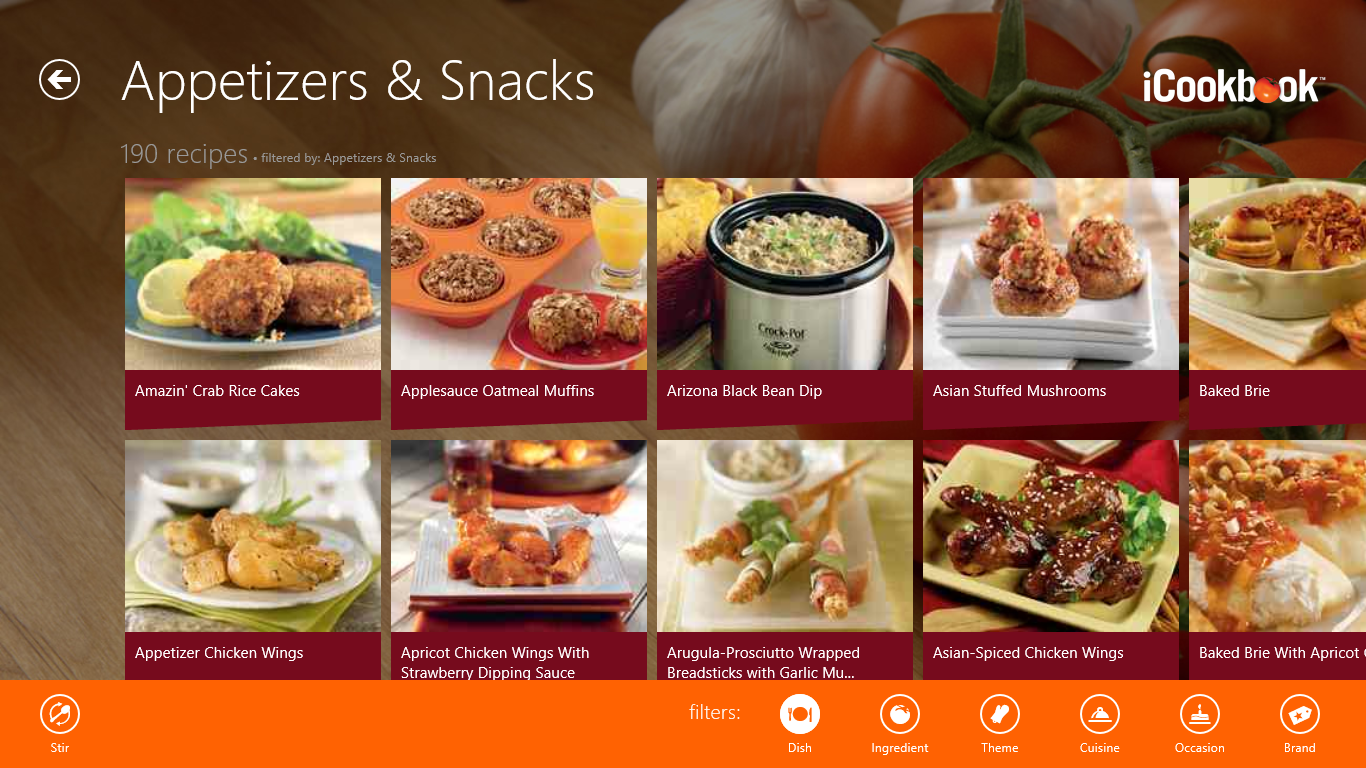 Appetizers & Snacks
iCookbook™
190 recipes • filtered by: Appetizers & Snacks
Crock-Pot
Amazin' Crab Rice Cakes
Applesauce Oatmeal Muffins
Arizona Black Bean Dip
Asian Stuffed Mushrooms
Baked Brie
Appetizer Chicken Wings
Apricot Chicken Wings With
Strawberry Dipping Sauce
Arugula-Prosciutto Wrapped
Breadsticks with Garlic Mu...
Asian-Spiced Chicken Wings
Baked Brie With Apricot
Stir
filters:
Dish
Ingredient
Theme
Cuisine
Occasion
Brand